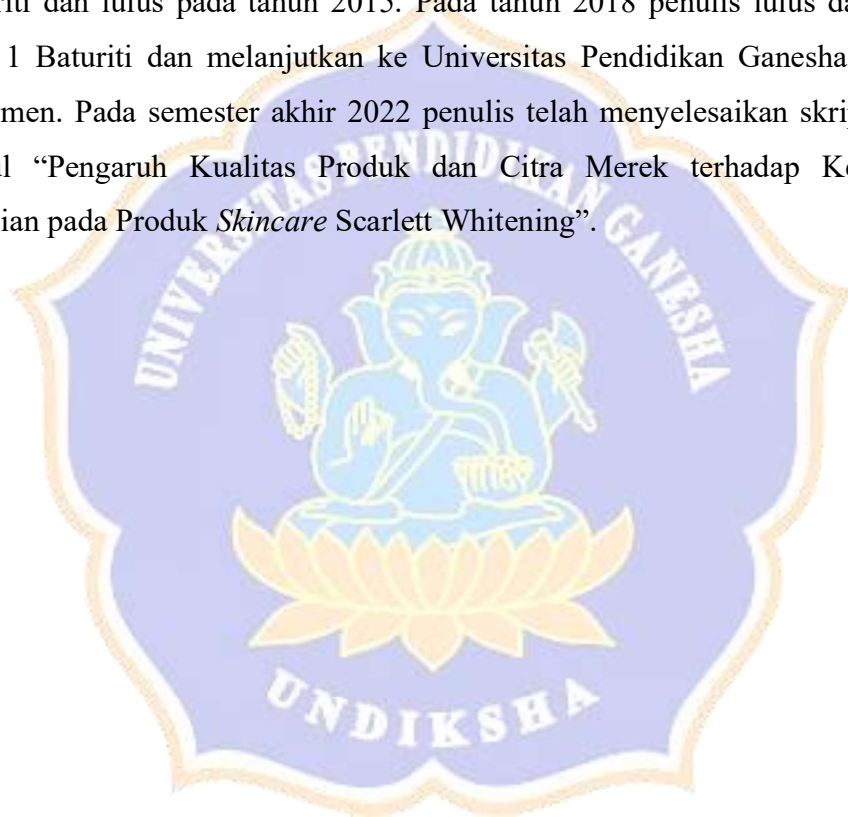 riti dan lulus pada tahun 2015. Pada tahun 2018 penulis lulus da
1 Baturiti dan melanjutkan ke Universitas Pendidikan Ganesha
men. Pada semester akhir 2022 penulis telah menyelesaikan skrip
l “Pengaruh Kualitas Produk dan Citra Merek terhadap Ke
ian pada Produk Skincare Scarlett Whitening”.
UNIVERSITAS PENDIDIKAN GANESHA
UNDIKSHA